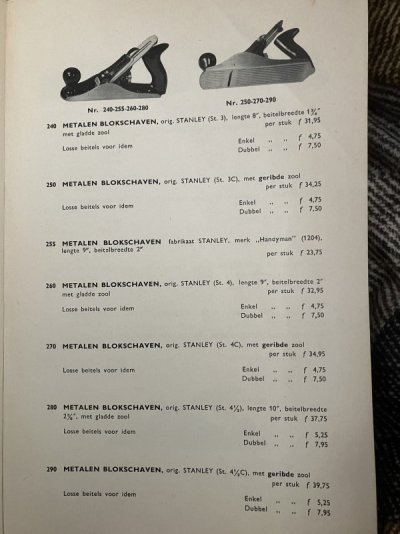 Nr. 240-255-260-280
Nr. 250-270-290
240 METALEN BLOKSCHAVEN, orig. STANLEY (St. 3), lengte 8", beitelbreedte 1¾"
met gladde zool per stuk f 31,95
Losse beitels voor idem Enkel „ „ f 4,75
Dubbel „ „ f 7,50
250 METALEN BLOKSCHAVEN, orig. STANLEY (St. 3C), met geribde zool
per stuk f 34,25
Losse beitels voor idem Enkel „ „ f 4,75
Dubbel „ „ f 7,50
255 METALEN BLOKSCHAVEN fabrikaat STANLEY, merk „Handyman" (1204),
lengte 9", beitelbreedte 2" per stuk f 23,75
260 METALEN BLOKSCHAVEN, orig. STANLEY (St. 4), lengte 9", beitelbreedte 2"
met gladde zool per stuk f 32,95
Losse beitels voor idem Enkel „ „ f 4,75
Dubbel „ „ f 7,50
270 METALEN BLOKSCHAVEN, orig. STANLEY (St. 4C), met geribde zool
per stuk f 34,95
Losse beitels voor idem Enkel „ „ f 4,75
Dubbel „ „ f 7,50
280 METALEN BLOKSCHAVEN, orig. STANLEY (St. 4½), lengte 10", beitelbreedte
2⅜", met gladde zool per stuk f 37,75
Losse beitels voor idem Enkel „ „ f 5,25
Dubbel „ „ f 7,95
290 METALEN BLOKSCHAVEN, orig. STANLEY (St. 4½C), met geribde zool
per stuk f 39,75
Losse beitels voor idem Enkel „ „ f 5,25
Dubbel „ „ f 7,95